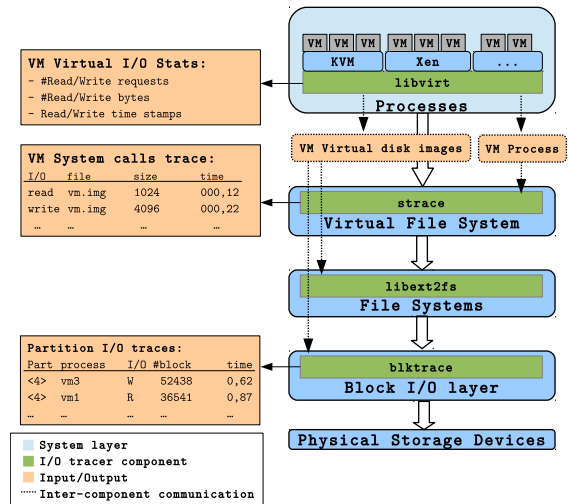 VM VM VM VM VM VM VM VM
KVM Xen ...
libvirt
Processes
VM Virtual I/O Stats:
- #Read/Write requests
- #Read/Write bytes
- Read/Write time stamps
VM Virtual disk images
VM Process
VM System calls trace:
I/O file size time
read vm.img 1024 000,12
write vm.img 4096 000,22
… … … …
strace
Virtual File System
libext2fs
File Systems
Partition I/O traces:
Part process I/O #block time
<4> vm3 W 52438 0,62
<4> vm1 R 36541 0,87
… … … … …
blktrace
Block I/O layer
Physical Storage Devices
System layer
I/O tracer component
Input/Output
Inter-component communication